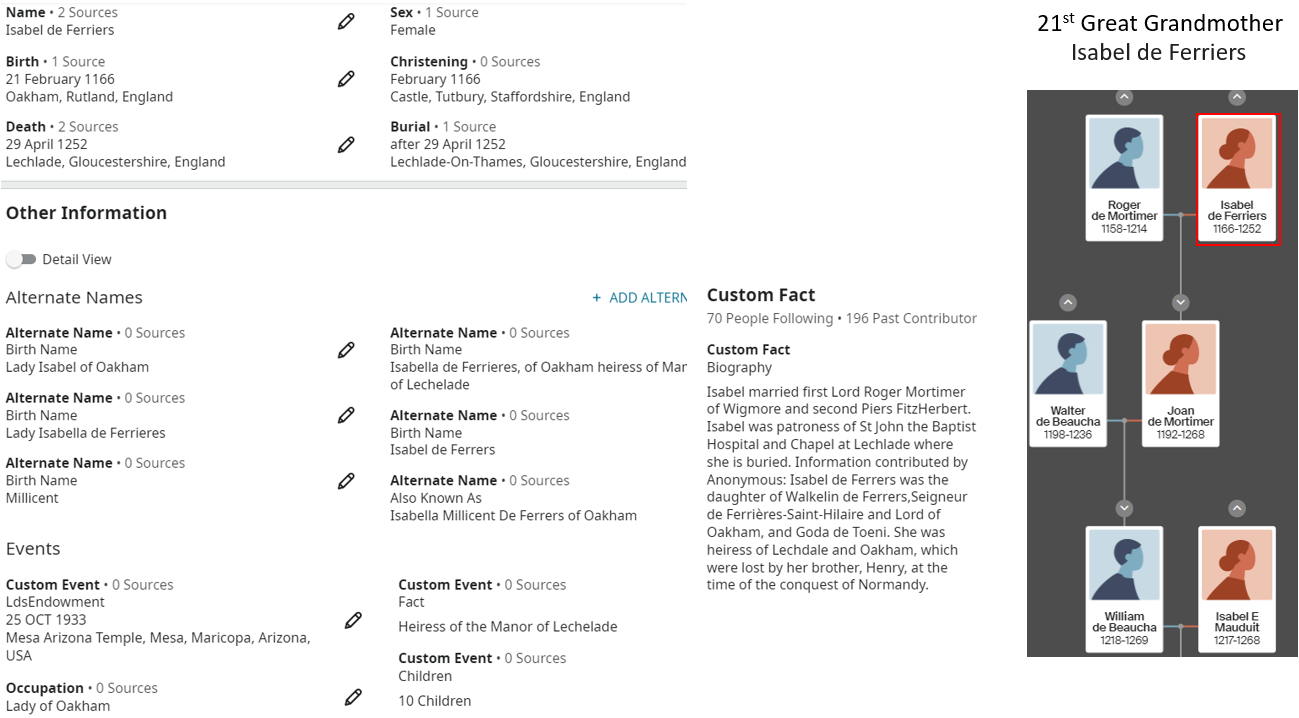 Name • 2 Sources
Isabel de Ferriers
Sex • 1 Source
Female
Birth • 1 Source
21 February 1166
Oakham, Rutland, England
Christening • 0 Sources
February 1166
Castle, Tutbury, Staffordshire, England
Death • 2 Sources
29 April 1252
Lechlade, Gloucestershire, England
Burial • 1 Source
after 29 April 1252
Lechlade-On-Thames, Gloucestershire, England
Other Information
Detail View
Alternate Names
+ ADD ALTERN
Alternate Name • 0 Sources
Birth Name
Lady Isabel of Oakham
Alternate Name • 0 Sources
Birth Name
Isabella de Ferrieres, of Oakham heiress of Mar
of Lechelade
Alternate Name • 0 Sources
Birth Name
Lady Isabella de Ferrieres
Alternate Name • 0 Sources
Birth Name
Isabel de Ferrers
Alternate Name • 0 Sources
Birth Name
Millicent
Alternate Name • 0 Sources
Also Known As
Isabella Millicent De Ferrers of Oakham
Events
Custom Event • 0 Sources
LdsEndowment
25 OCT 1933
Mesa Arizona Temple, Mesa, Maricopa, Arizona,
USA
Custom Event • 0 Sources
Fact
Heiress of the Manor of Lechelade
Custom Event • 0 Sources
Children
10 Children
Occupation • 0 Sources
Lady of Oakham
Custom Fact
70 People Following • 196 Past Contributor
Custom Fact
Biography
Isabel married first Lord Roger Mortimer
of Wigmore and second Piers FitzHerbert.
Isabel was patroness of St John the Baptist
Hospital and Chapel at Lechlade where
she is buried. Information contributed by
Anonymous: Isabel de Ferrers was the
daughter of Walkelin de Ferrers,Seigneur
de Ferrières-Saint-Hilaire and Lord of
Oakham, and Goda de Toeni. She was
heiress of Lechdale and Oakham, which
were lost by her brother, Henry, at the
time of the conquest of Normandy.
21st Great Grandmother
Isabel de Ferriers
Roger
de Mortimer
1158-1214
Isabel
de Ferriers
1166-1252
Walter
de Beaucha
1198-1236
Joan
de Mortimer
1192-1268
William
de Beaucha
1218-1269
Isabel E
Mauduit
1217-1268